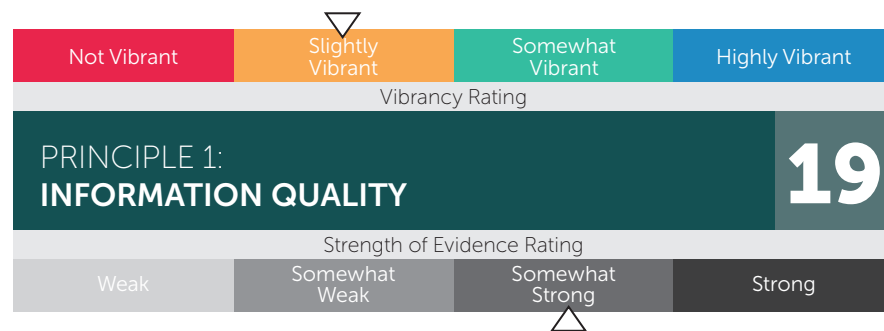 Not Vibrant
Slightly
Vibrant
Somewhat
Vibrant
Highly Vibrant
Vibrancy Rating
PRINCIPLE 1:
INFORMATION QUALITY
19
Strength of Evidence Rating
Weak
Somewhat
Weak
Somewhat
Strong
Strong